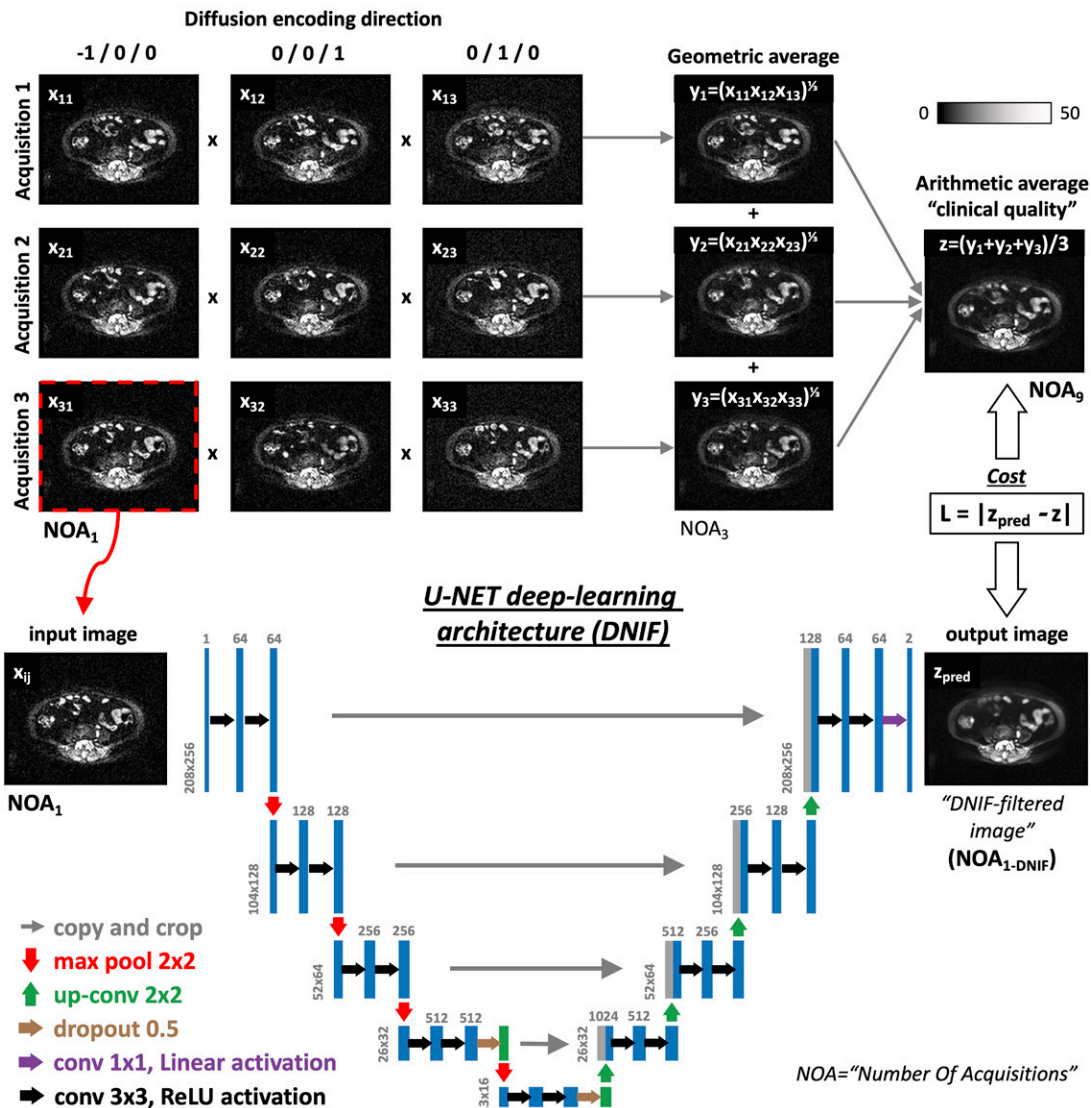 Diffusion encoding direction
-1 / 0 / 0
0 / 0 / 1
0 / 1 / 0
Geometric average
Acquisition 1
x11
x
x12
x
x13
y1=(x11x12x13)⅓
0
50
+
Arithmetic average
“clinical quality”
Acquisition 2
x21
x
x22
x
x23
y2=(x21x22x23)⅓
z=(y1+y2+y3)/3
+
Acquisition 3
x31
x
x32
x
x33
y3=(x31x32x33)⅓
NOA9
Cost
L = |zpred - z|
NOA1
NOA3
U-NET deep-learning
architecture (DNIF)
input image
xij
NOA1
output image
zpred
“DNIF-filtered
image”
(NOA1-DNIF)
1
64
64
208x256
128
64
64
2
208x256
128
128
104x128
256
128
104x128
256
256
52x64
512
256
52x64
512
512
26x32
1024
512
26x32
3x16
copy and crop
max pool 2x2
up-conv 2x2
dropout 0.5
conv 1x1, Linear activation
conv 3x3, ReLU activation
NOA=“Number Of Acquisitions”